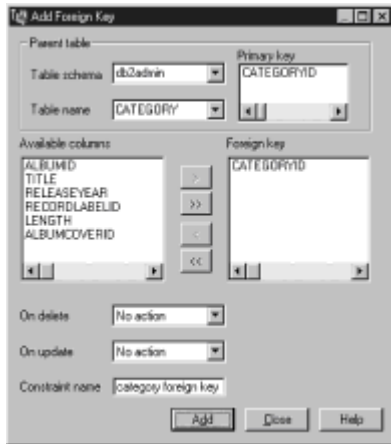 Add Foreign Key
Parent table
Table schema db2admin
Primary key
CATEGORYID
Table name CATEGORY
Available columns
ALBUMID
TITLE
RELEASEYEAR
RECORDLABELID
LENGTH
ALBUMCOVERID
>
>>
<
<<
Foreign key
CATEGORYID
On delete No action
On update No action
Constraint name category foreign key
Add Close Help